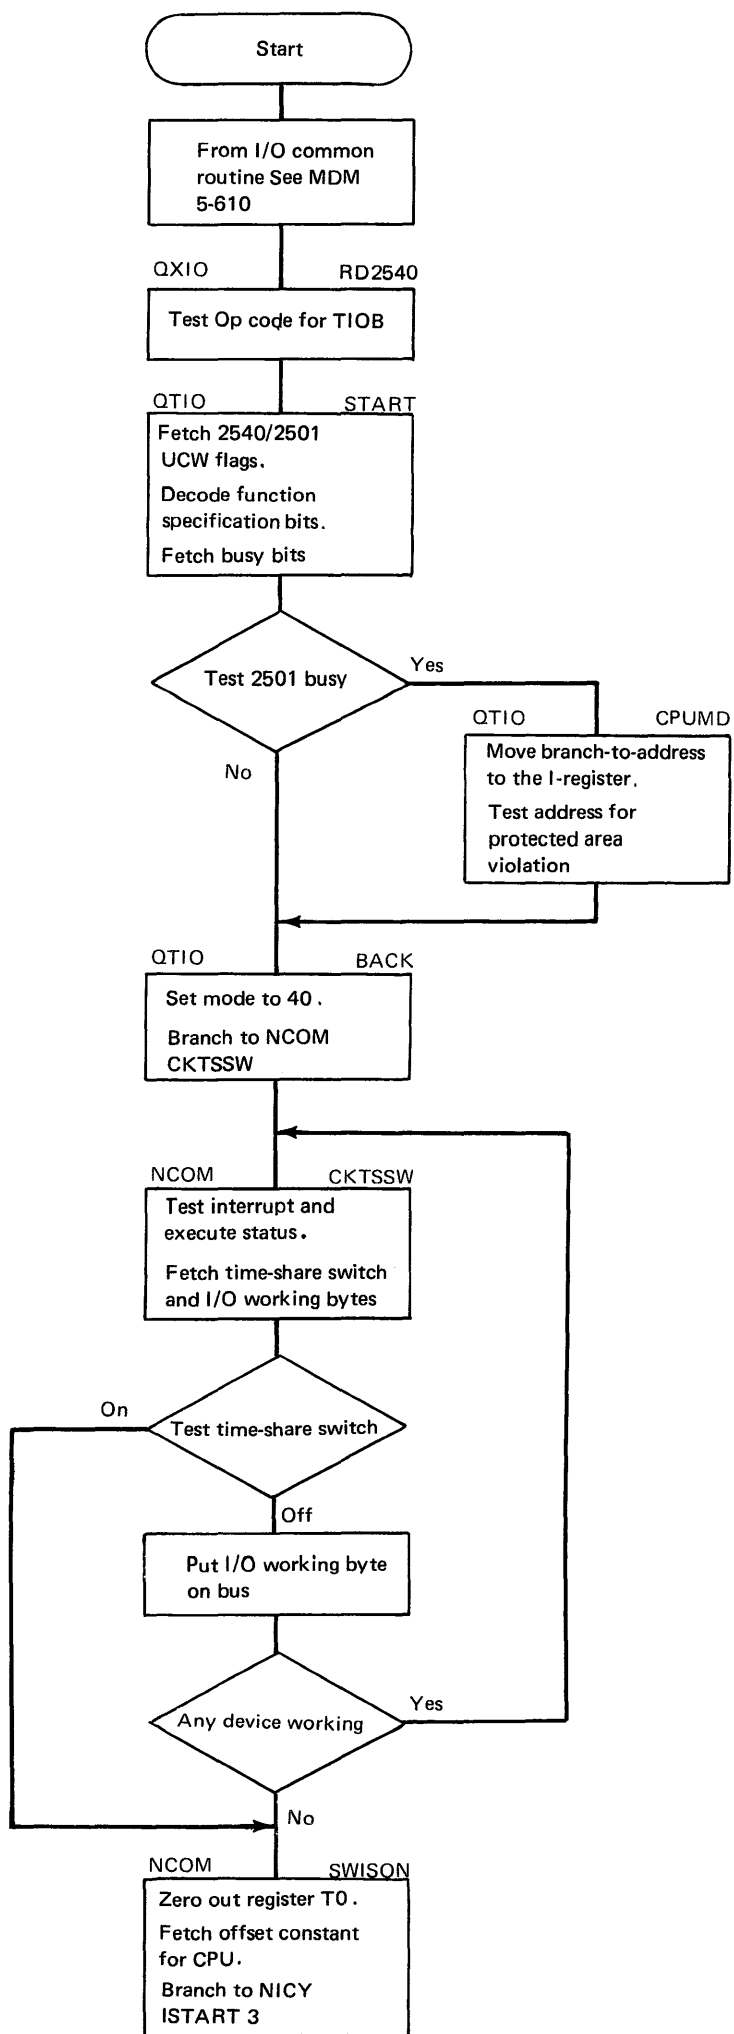 Start
From I/O common
routine See MDM
5-610
QXIO RD2540
Test Op code for TIOB
QTIO START
Fetch 2540/2501
UCW flags.
Decode function
specification bits.
Fetch busy bits
Test 2501 busy
Yes
No
QTIO CPUMD
Move branch-to-address
to the I-register.
Test address for
protected area
violation
QTIO BACK
Set mode to 40.
Branch to NCOM
CKTSSW
NCOM CKTSSW
Test interrupt and
execute status.
Fetch time-share switch
and I/O working bytes
On
Test time-share switch
Off
Put I/O working byte
on bus
Any device working
Yes
No
NCOM SWISON
Zero out register T0.
Fetch offset constant
for CPU.
Branch to NICY
ISTART 3